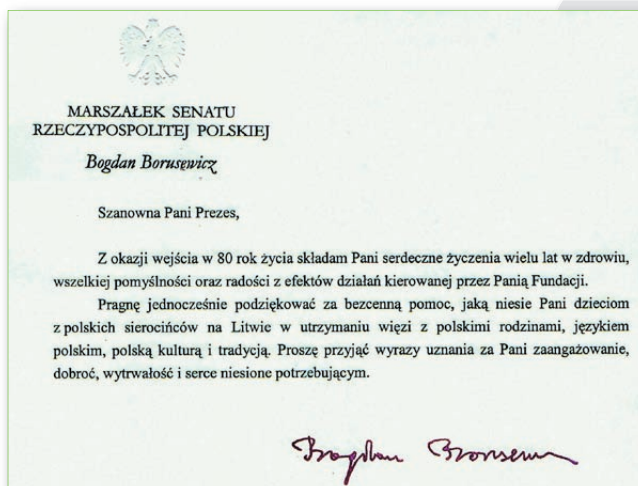 MARSZAŁEK SENATU
RZECZYPOSPOLITEJ POLSKIEJ
Bogdan Borusewicz
Szanowna Pani Prezes,
Z okazji wejścia w 80 rok życia składam Pani serdeczne życzenia wielu lat w zdrowiu,
wszelkiej pomyślności oraz radości z efektów działań kierowanej przez Panią Fundacji.
Pragnę jednocześnie podziękować za bezcenną pomoc, jaką niesie Pani dzieciom
z polskich sierocińców na Litwie w utrzymaniu więzi z polskimi rodzinami, językiem
polskim, polską kulturą i tradycją. Proszę przyjąć wyrazy uznania za Pani zaangażowanie,
dobroć, wytrwałość i serce niesione potrzebującym.
Bogdan Borusewicz